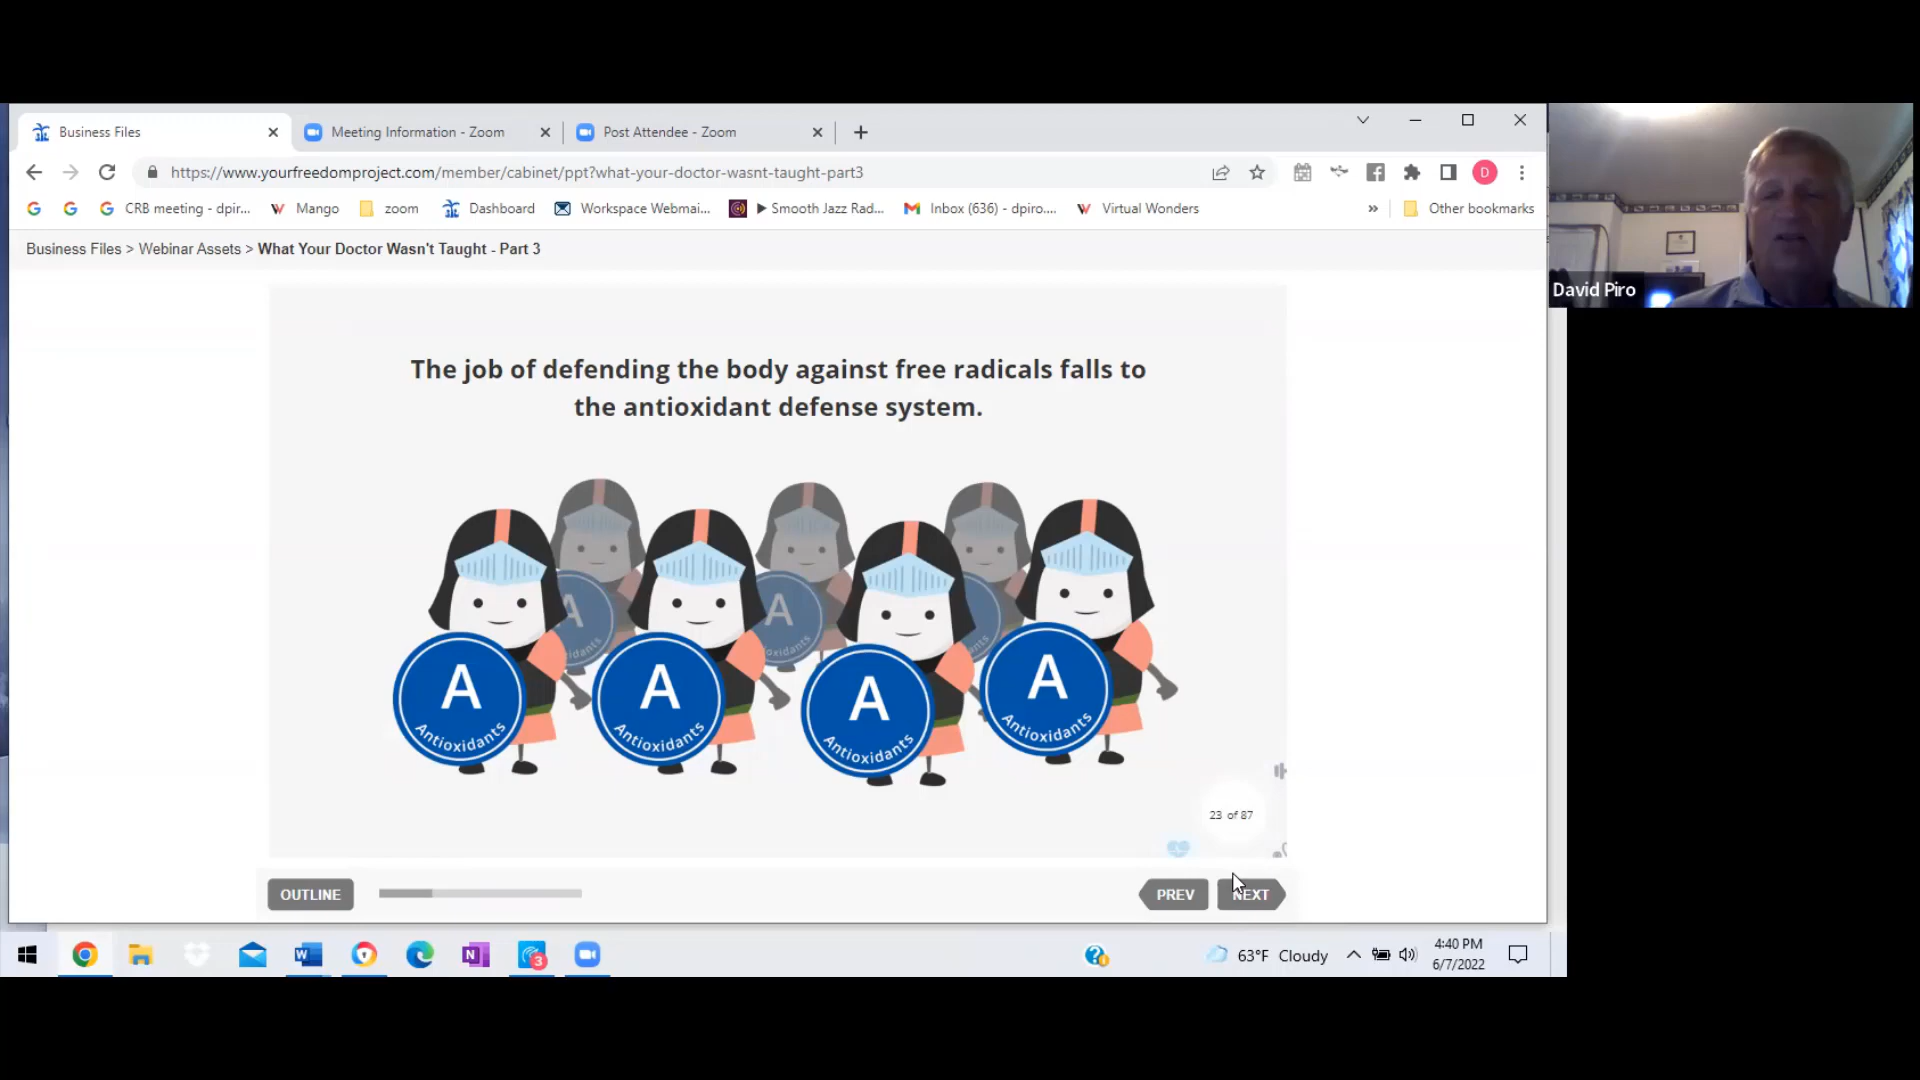 Business Files
Meeting Information - Zoom
Post Attendee - Zoom
https://www.yourfreedomproject.com/member/cabinet/ppt?what-your-doctor-wasnt-taught-part3
D
CRB meeting - dpir...
Mango
zoom
Dashboard
Workspace Webmai...
Smooth Jazz Rad...
Inbox (636) - dpiro....
Virtual Wonders
»
Other bookmarks
Business Files > Webinar Assets > What Your Doctor Wasn't Taught - Part 3
David Piro
The job of defending the body against free radicals falls to
the antioxidant defense system.
A
A
A
Antioxidants
A
Antioxidants
A
Antioxidants
A
Antioxidants
23 of 87
OUTLINE
PREV
NEXT
3
63°F Cloudy
4:40 PM
6/7/2022